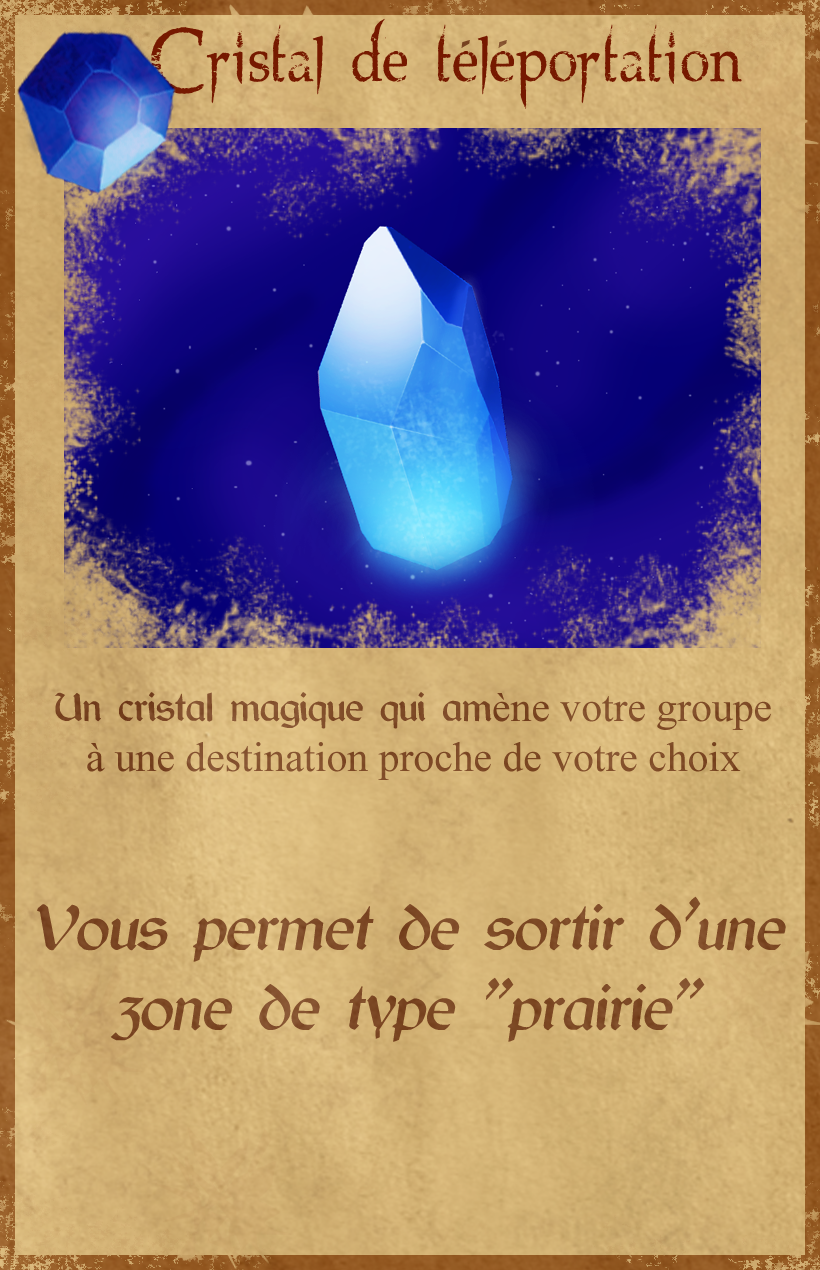 Cristal de téléportation
Un cristal magique qui amène votre groupe
à une destination proche de votre choix
Vous permet de sortir d'une
zone de type "prairie"